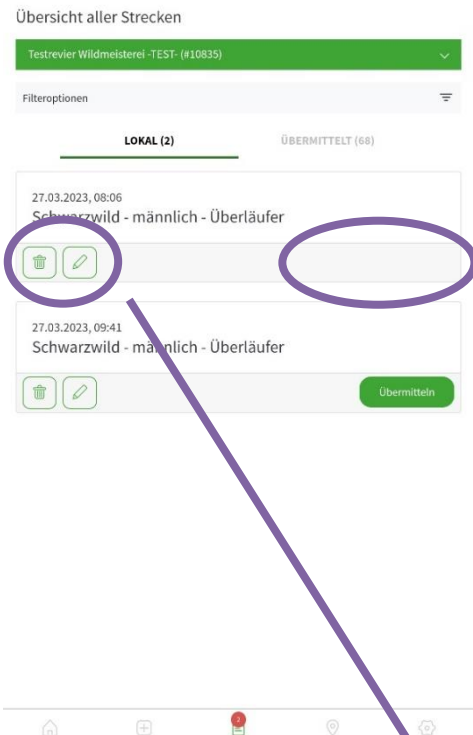 Übersicht aller Strecken
Testrevier Wildmeisterei -TEST- (#10835)
Filteroptionen
LOKAL (2) ÜBERMITTELT (68)
27.03.2023, 08:06
Schwarzwild - männlich - Überläufer
27.03.2023, 09:41
Schwarzwild - männlich - Überläufer
Übermitteln
2